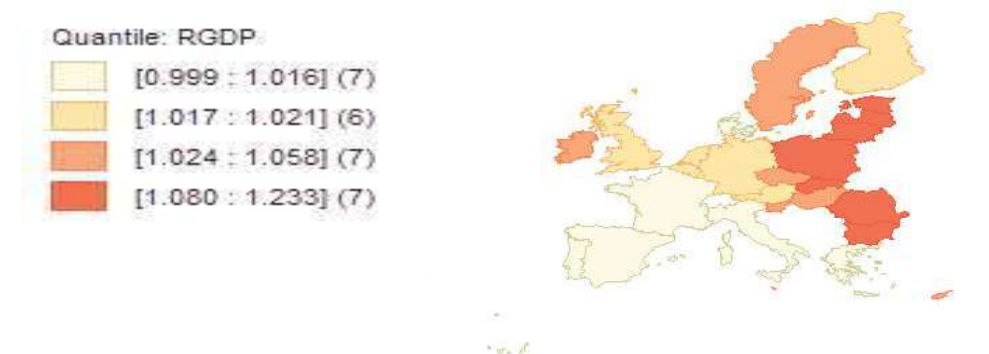 Quantile: RGDP
[0.999 : 1.016] (7)
[1.017 : 1.021] (6)
[1.024 : 1.058] (7)
[1.080 : 1.233] (7)